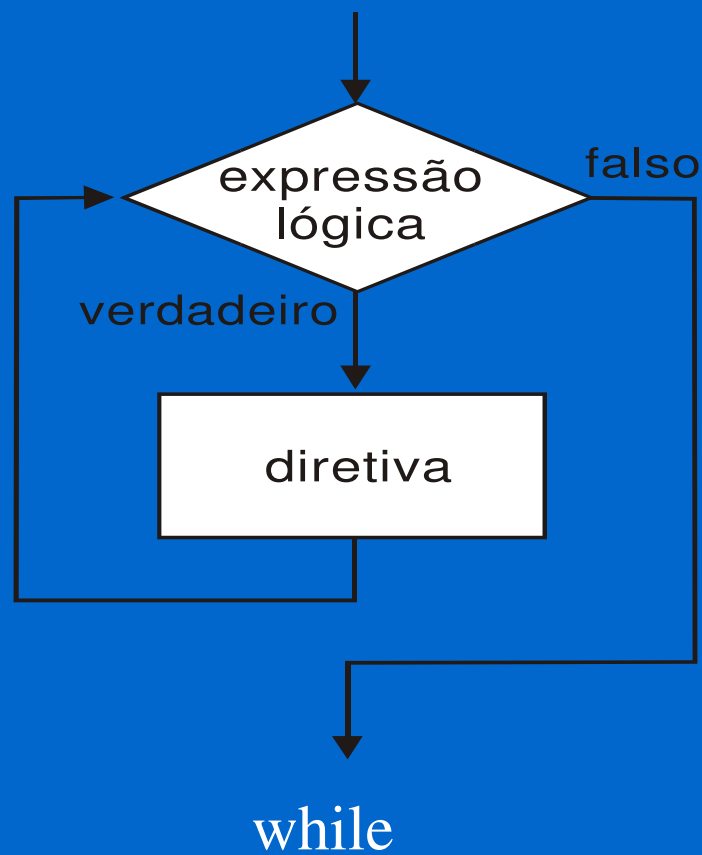 expressão
lógica
falso
verdadeiro
diretiva
while